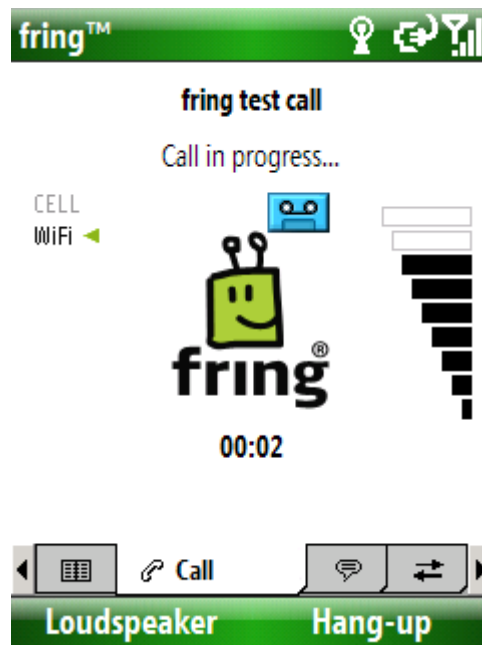 fring™
fring test call
Call in progress...
CELL
WiFi
fring®
00:02
Call
Loudspeaker
Hang-up